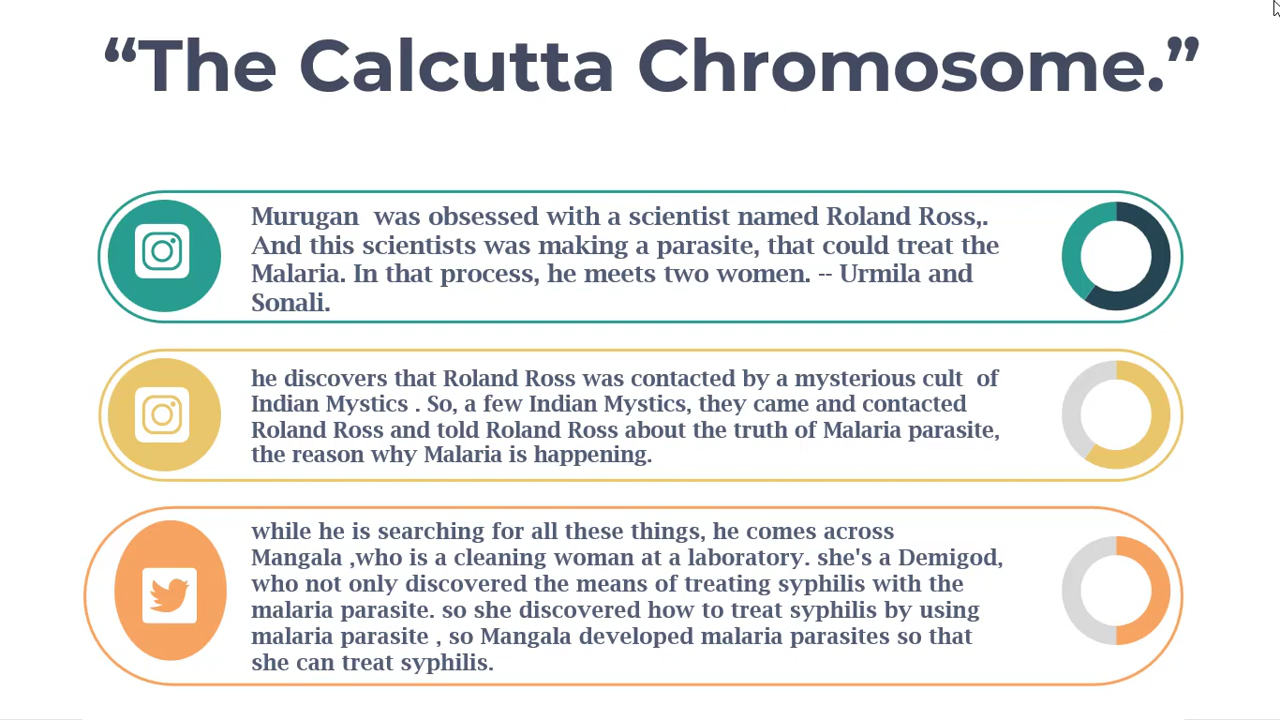 “The Calcutta Chromosome.”
Murugan  was obsessed with a scientist named Roland Ross,.
And this scientists was making a parasite, that could treat the
Malaria. In that process, he meets two women. -- Urmila and
Sonali.
he discovers that Roland Ross was contacted by a mysterious cult  of
Indian Mystics . So, a few Indian Mystics, they came and contacted
Roland Ross and told Roland Ross about the truth of Malaria parasite,
the reason why Malaria is happening.
while he is searching for all these things, he comes across
Mangala ,who is a cleaning woman at a laboratory. she's a Demigod,
who not only discovered the means of treating syphilis with the
malaria parasite. so she discovered how to treat syphilis by using
malaria parasite , so Mangala developed malaria parasites so that
she can treat syphilis.